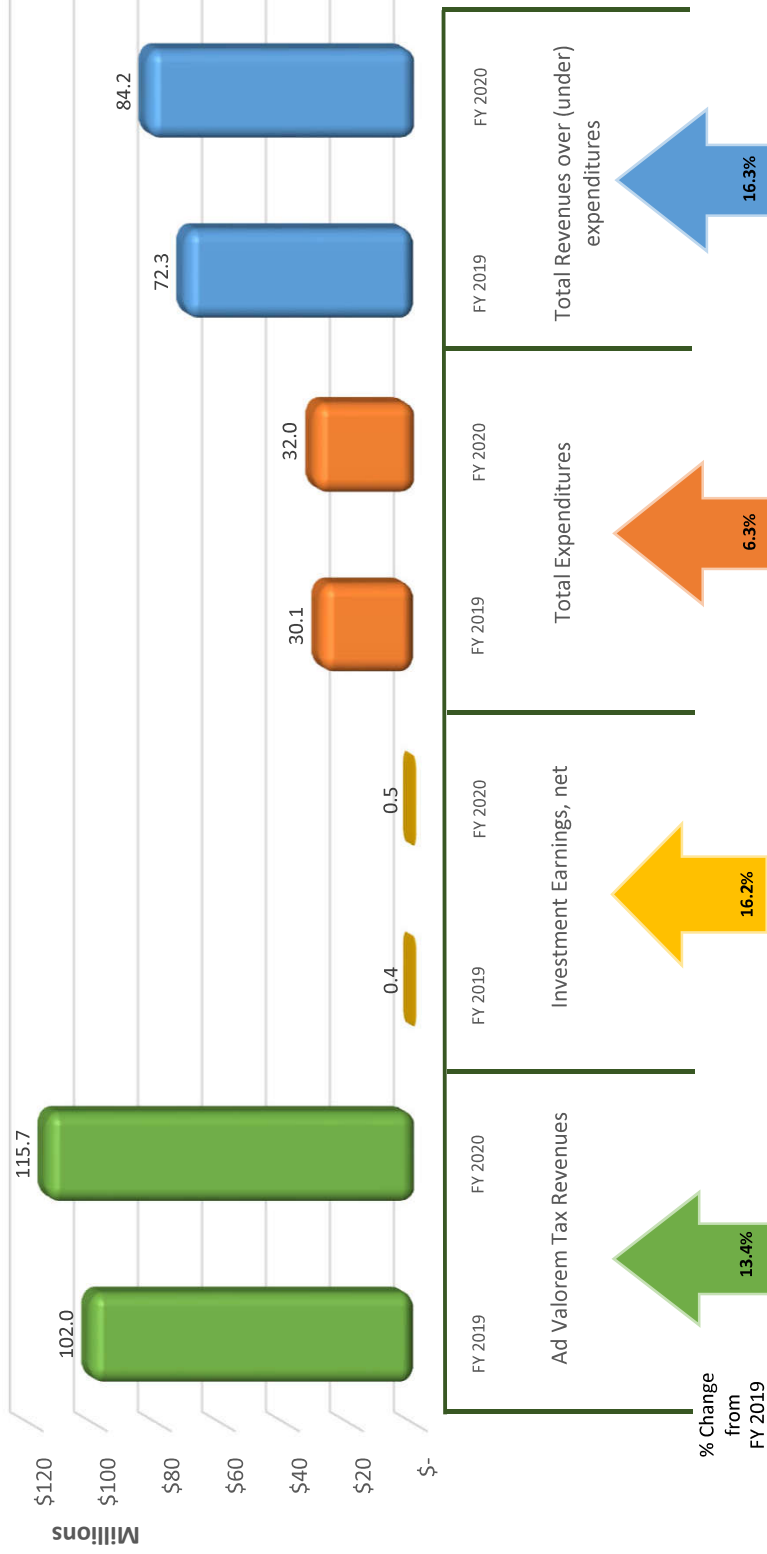 Millions
$120
$100
$80
$60
$40
$20
$-
102.0
115.7
0.4
0.5
30.1
32.0
72.3
84.2
FY 2019
FY 2020
FY 2019
FY 2020
FY 2019
FY 2020
FY 2019
FY 2020
Ad Valorem Tax Revenues
Investment Earnings, net
Total Expenditures
Total Revenues over (under)
expenditures
% Change
from
FY 2019
13.4%
16.2%
6.3%
16.3%